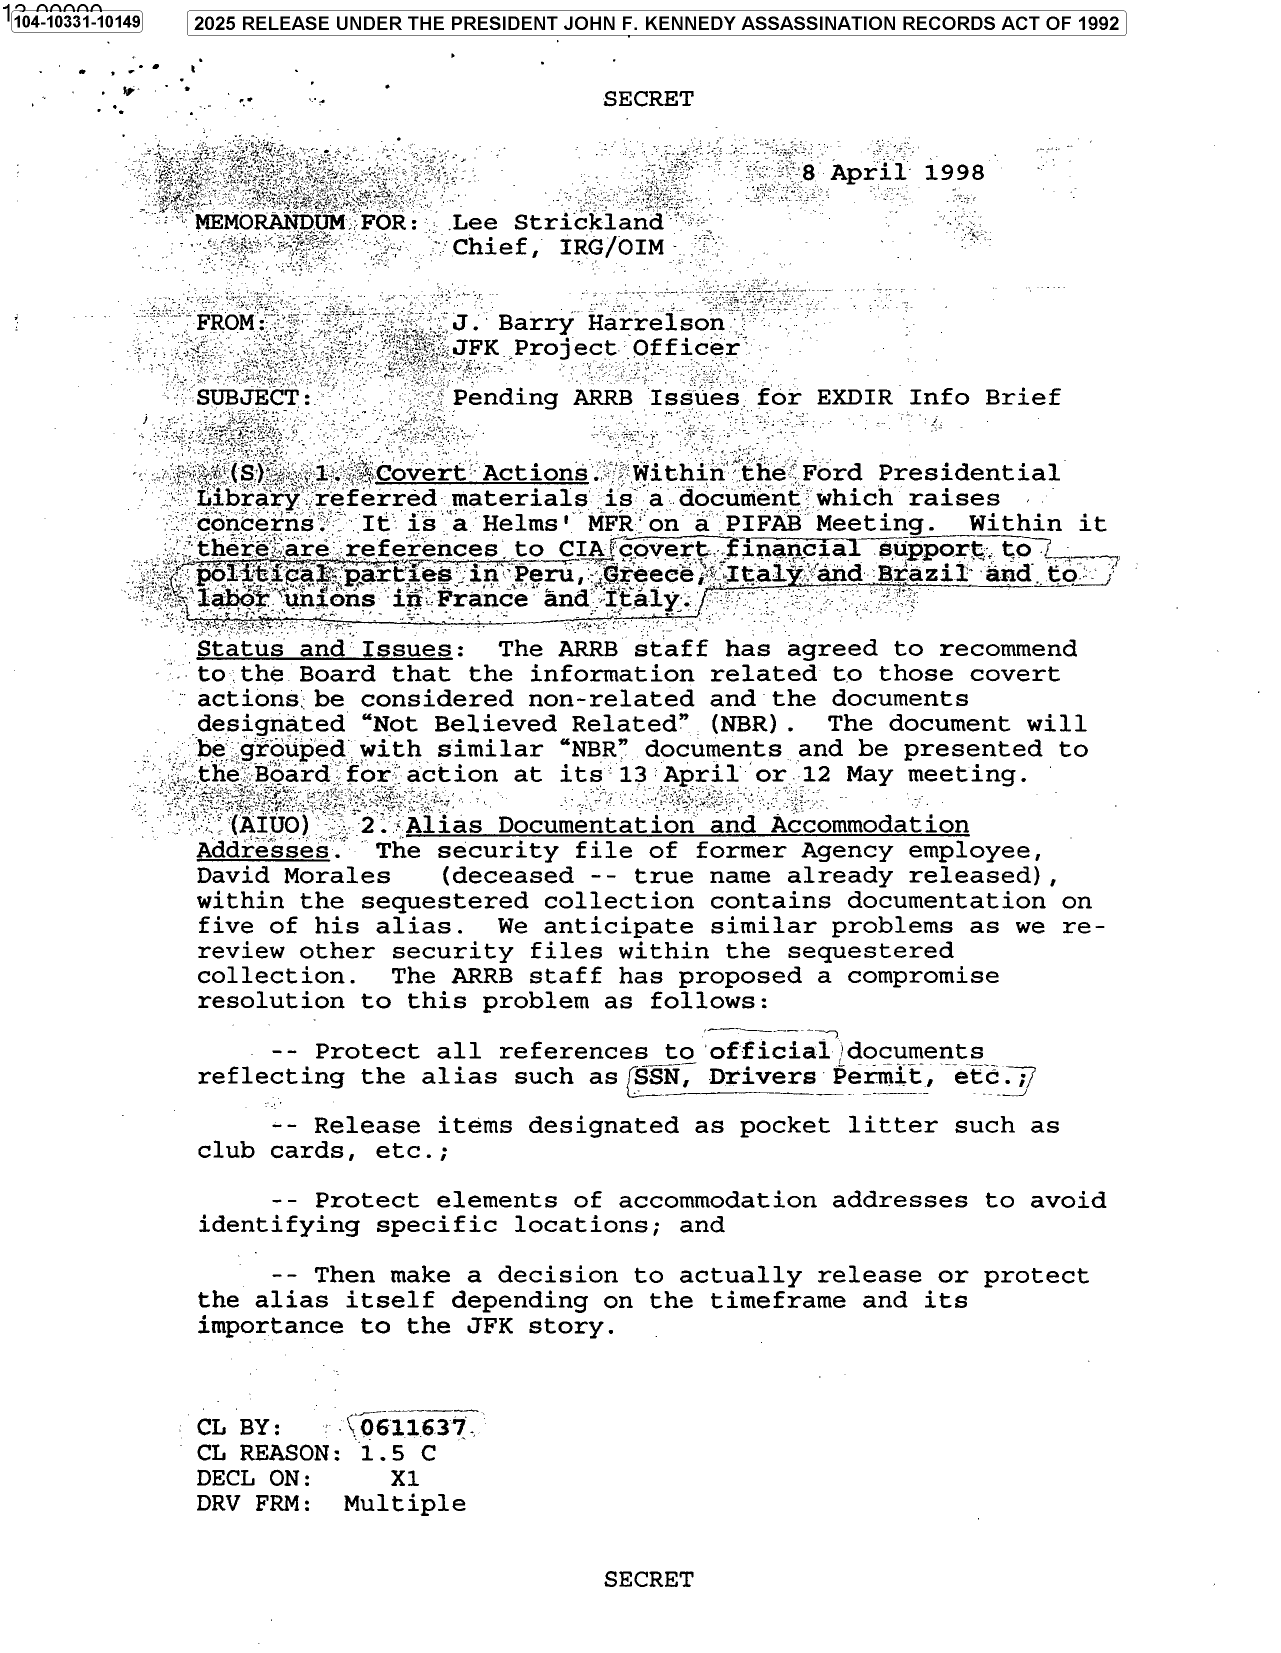 104-10331-10149
2025 RELEASE UNDER THE PRESIDENT JOHN F. KENNEDY ASSASSINATION RECORDS ACT OF 1992
SECRET
8 April 1998
MEMORANDUM FOR: Lee Strickland
Chief, IRG/OIM
FROM: J. Barry Harrelson
JFK Project Officer
SUBJECT: Pending ARRB Issues for EXDIR Info Brief
(S) 1. Covert Actions. Within the Ford Presidential
Library referred materials is a document which raises
concerns. It is a Helms' MFR on a PIFAB Meeting. Within it
there are references to CIA covert financial support to
political parties in Peru, Greece, Italy and Brazil and to
labor unions in France and Italy.
Status and Issues: The ARRB staff has agreed to recommend
to the Board that the information related to those covert
actions be considered non-related and the documents
designated “Not Believed Related” (NBR). The document will
be grouped with similar “NBR” documents and be presented to
the Board for action at its 13 April or 12 May meeting.
(AIUO) 2. Alias Documentation and Accommodation
Addresses. The security file of former Agency employee,
David Morales (deceased -- true name already released),
within the sequestered collection contains documentation on
five of his alias. We anticipate similar problems as we re-
review other security files within the sequestered
collection. The ARRB staff has proposed a compromise
resolution to this problem as follows:
-- Protect all references to official documents
reflecting the alias such as SSN, Drivers Permit, etc.;
-- Release items designated as pocket litter such as
club cards, etc.;
-- Protect elements of accommodation addresses to avoid
identifying specific locations; and
-- Then make a decision to actually release or protect
the alias itself depending on the timeframe and its
importance to the JFK story.
CL BY: 0611637
CL REASON: 1.5 C
DECL ON: X1
DRV FRM: Multiple
SECRET